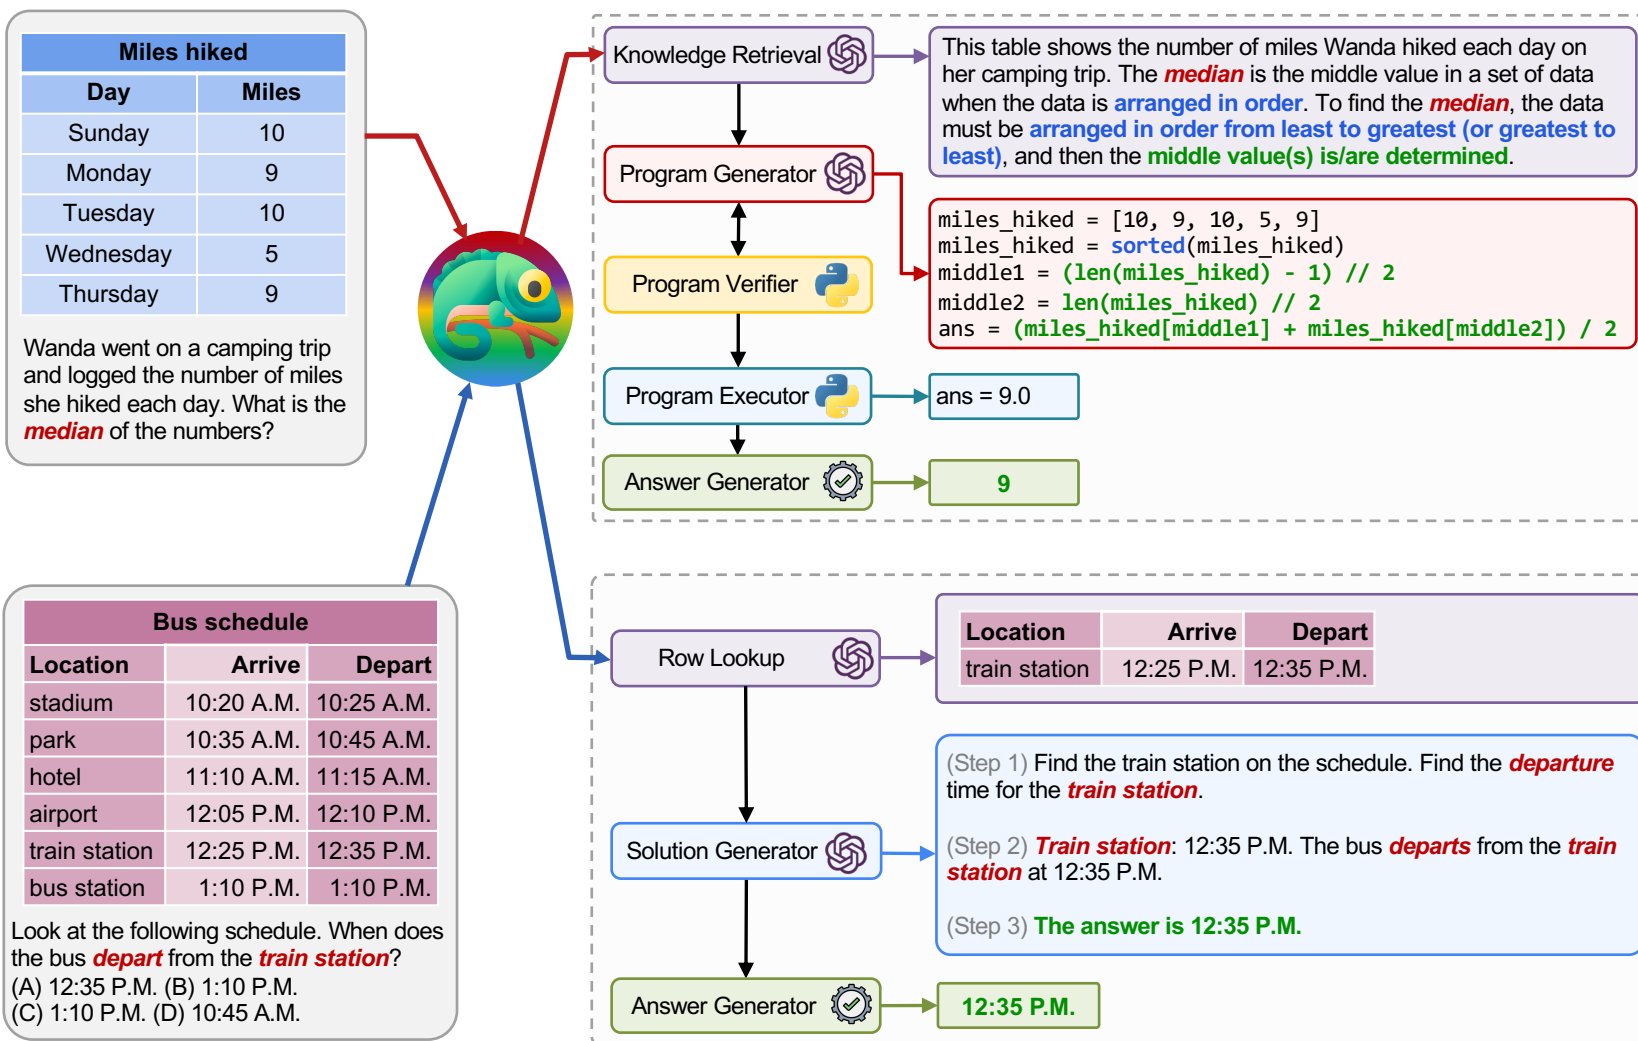 Miles hiked
Day Miles
Sunday 10
Monday 9
Tuesday 10
Wednesday 5
Thursday 9
Wanda went on a camping trip
and logged the number of miles
she hiked each day. What is the
median of the numbers?
Knowledge Retrieval
This table shows the number of miles Wanda hiked each day on
her camping trip. The median is the middle value in a set of data
when the data is arranged in order. To find the median, the data
must be arranged in order from least to greatest (or greatest to
least), and then the middle value(s) is/are determined.
Program Generator
miles_hiked = [10, 9, 10, 5, 9]
miles_hiked = sorted(miles_hiked)
middle1 = (len(miles_hiked) - 1) // 2
middle2 = len(miles_hiked) // 2
ans = (miles_hiked[middle1] + miles_hiked[middle2]) / 2
Program Verifier
Program Executor
ans = 9.0
Answer Generator
9
Bus schedule
Location Arrive Depart
stadium 10:20 A.M. 10:25 A.M.
park 10:35 A.M. 10:45 A.M.
hotel 11:10 A.M. 11:15 A.M.
airport 12:05 P.M. 12:10 P.M.
train station 12:25 P.M. 12:35 P.M.
bus station 1:10 P.M. 1:10 P.M.
Look at the following schedule. When does
the bus depart from the train station?
(A) 12:35 P.M. (B) 1:10 P.M.
(C) 1:10 P.M. (D) 10:45 A.M.
Row Lookup
Location Arrive Depart
train station 12:25 P.M. 12:35 P.M.
Solution Generator
(Step 1) Find the train station on the schedule. Find the departure
time for the train station.
(Step 2) Train station: 12:35 P.M. The bus departs from the train
station at 12:35 P.M.
(Step 3) The answer is 12:35 P.M.
Answer Generator
12:35 P.M.